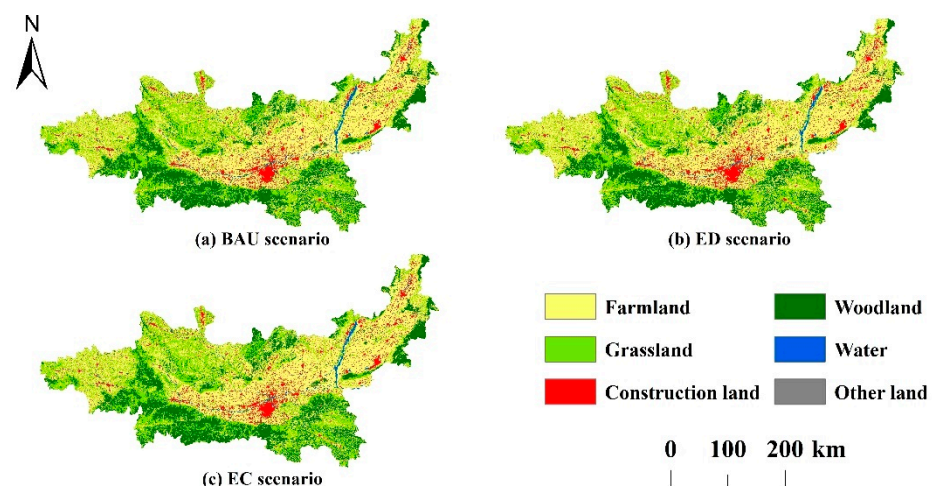 N
(a) BAU scenario
(b) ED scenario
(c) EC scenario
Farmland
Woodland
Grassland
Water
Construction land
Other land
0 100 200 km